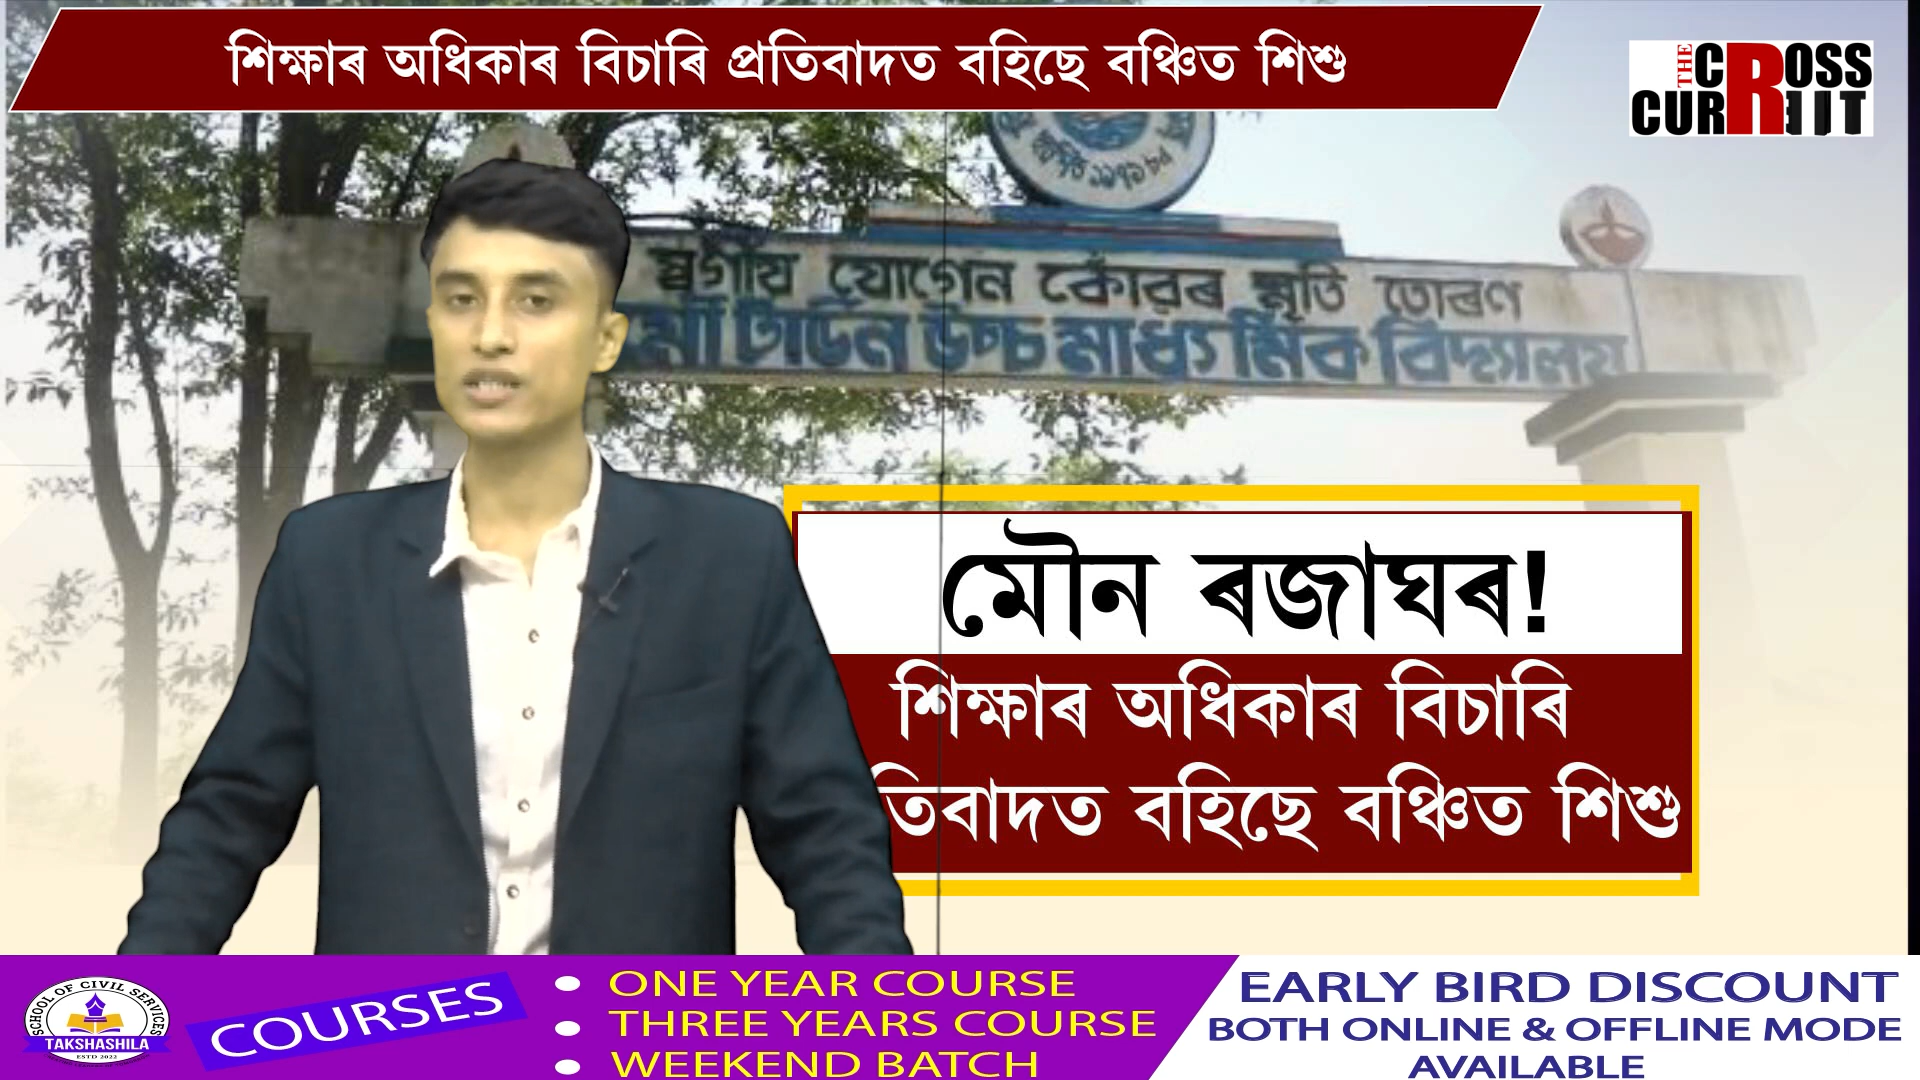 শিক্ষাৰ অধিকাৰ বিচাৰি প্ৰতিবাদত বহিছে বঞ্চিত শিশু
THE CROSS
CURRENT
স্বৰ্গীয় যোগেন কোঁৱৰ স্মৃতি তোৰণ
টাউন উচ্চ মাধ্যমিক বিদ্যালয়
মৌন ৰজাঘৰ!
শিক্ষাৰ অধিকাৰ বিচাৰি
তিবাদত বহিছে বঞ্চিত শিশু
SCHOOL OF CIVIL SERVICES
TAKSHASHILA
ESTD 2022
COURSES
• ONE YEAR COURSE
• THREE YEARS COURSE
• WEEKEND BATCH
EARLY BIRD DISCOUNT
BOTH ONLINE & OFFLINE MODE
AVAILABLE